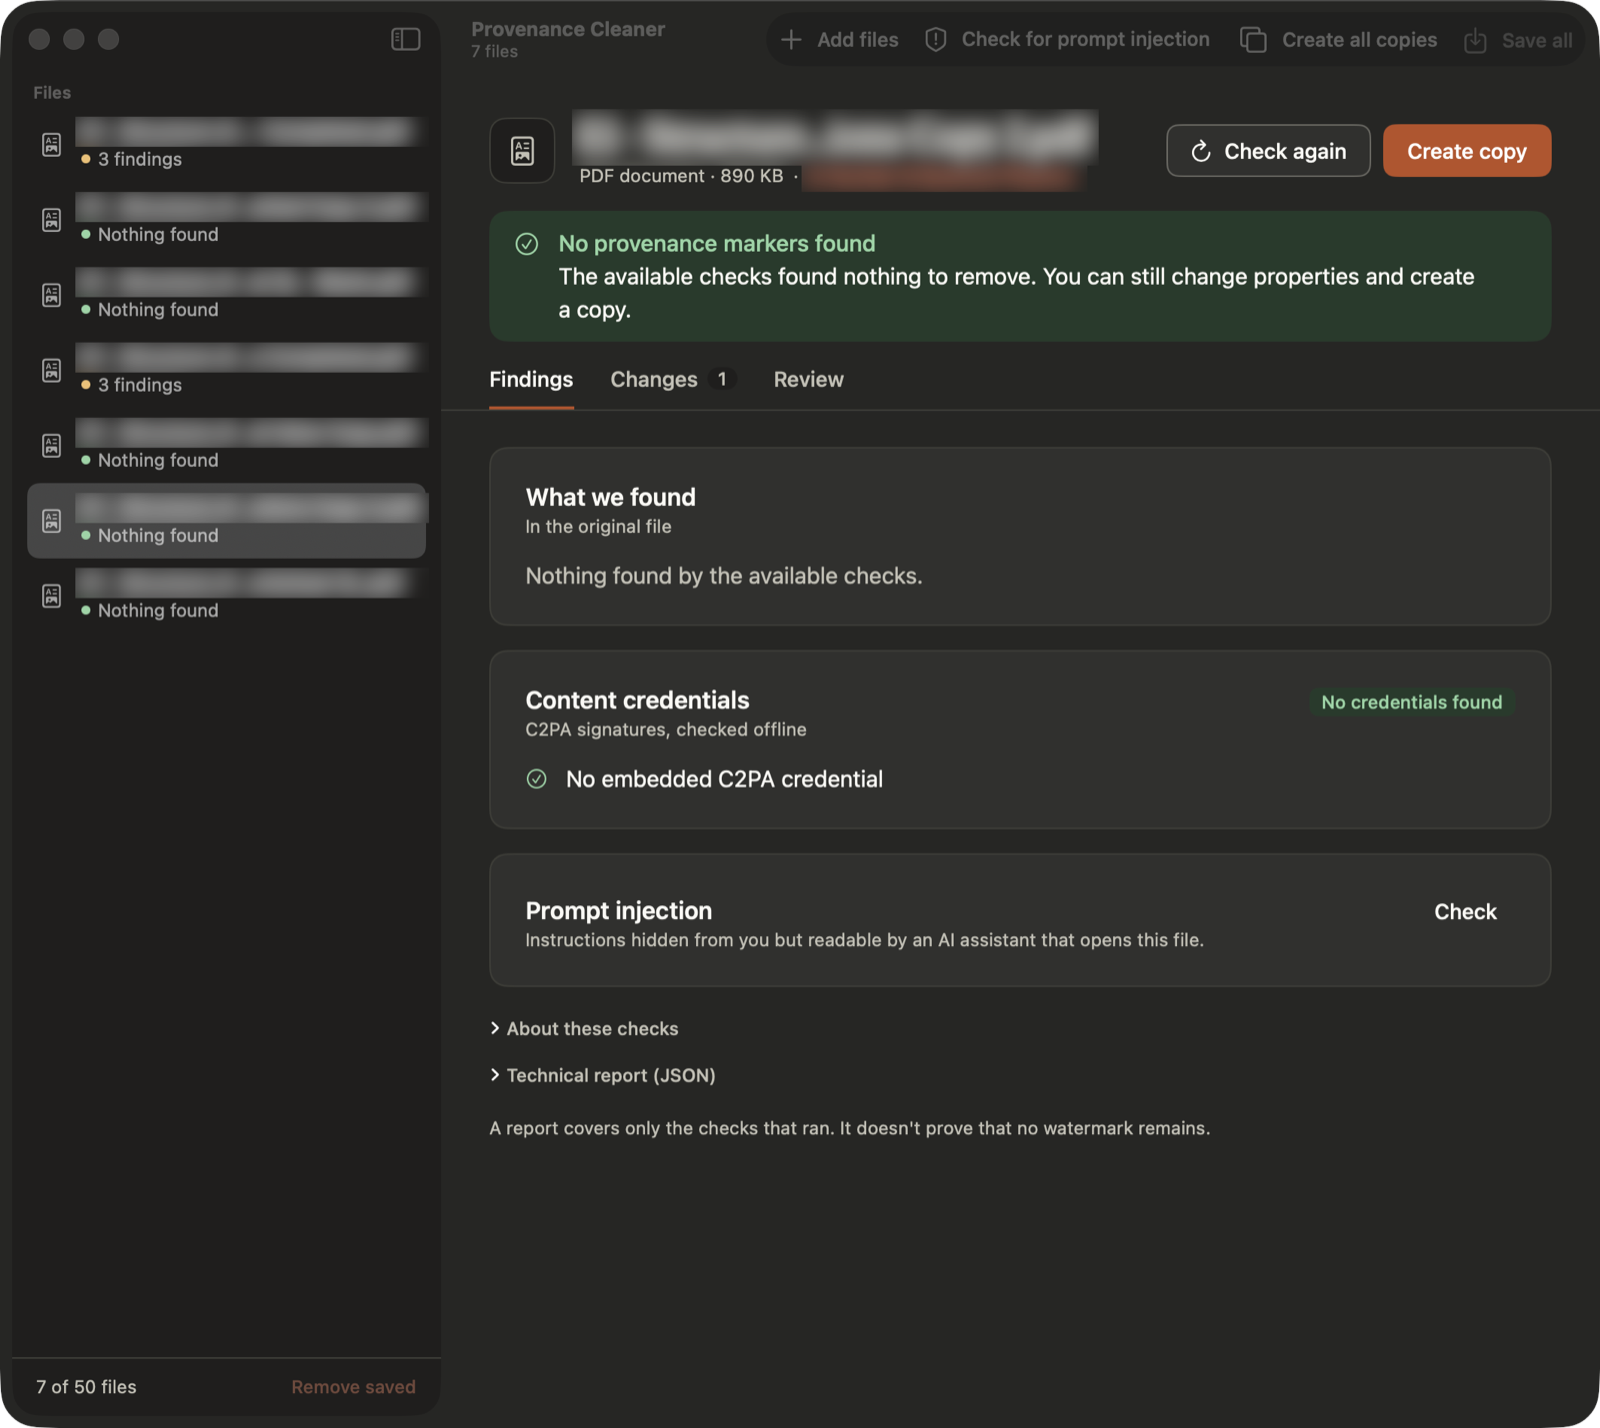 Provenance Cleaner
7 files
Add files
Check for prompt injection
Create all copies
Save all
Files
3 findings
Nothing found
Nothing found
3 findings
Nothing found
Nothing found
Nothing found
7 of 50 files
Remove saved
PDF document · 890 KB ·
Check again
Create copy
No provenance markers found
The available checks found nothing to remove. You can still change properties and create
a copy.
Findings
Changes 1
Review
What we found
In the original file
Nothing found by the available checks.
Content credentials
No credentials found
C2PA signatures, checked offline
No embedded C2PA credential
Prompt injection
Check
Instructions hidden from you but readable by an AI assistant that opens this file.
About these checks
Technical report (JSON)
A report covers only the checks that ran. It doesn't prove that no watermark remains.